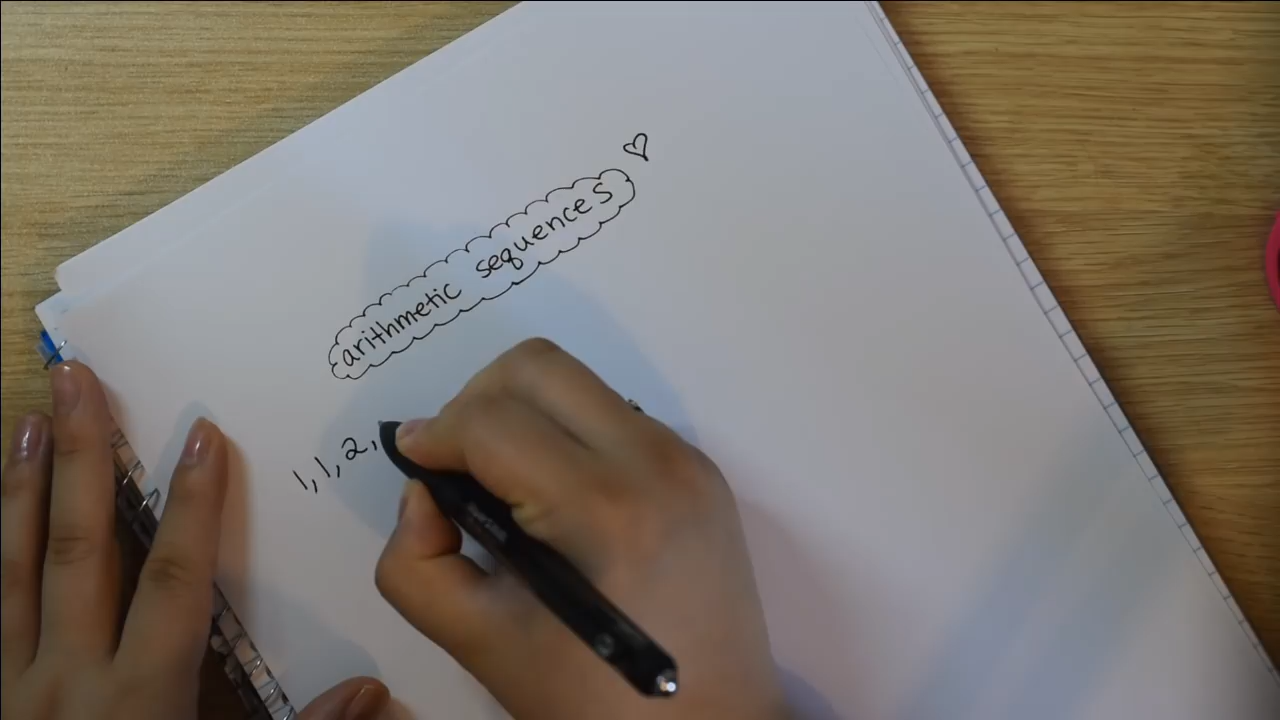 arithmetic sequences
1, 1, 2,